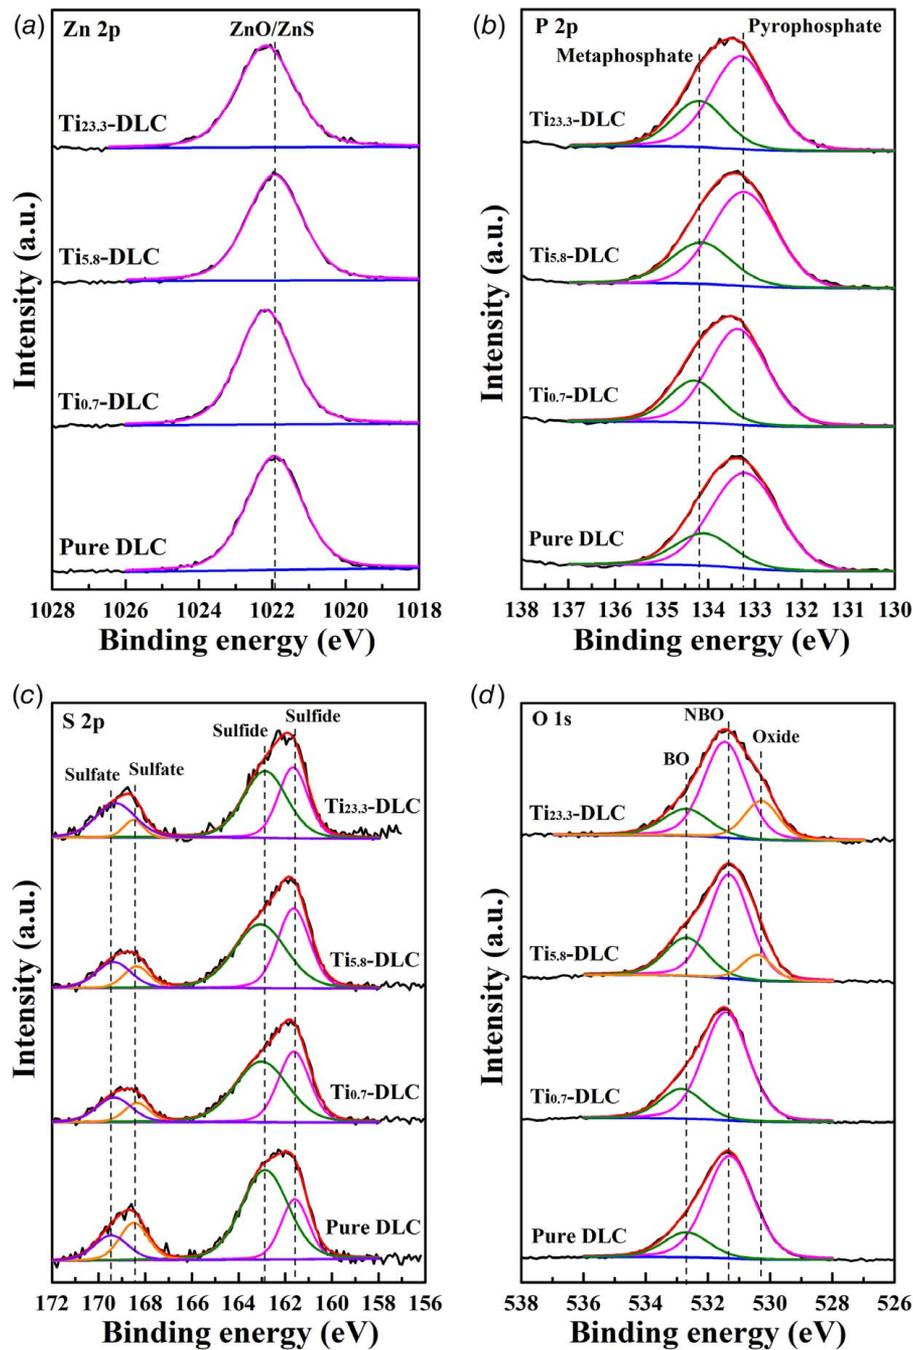 (a)
Zn 2p
ZnO/ZnS
Ti23.3-DLC
Ti5.8-DLC
Ti0.7-DLC
Pure DLC
Intensity (a.u.)
1028 1026 1024 1022 1020 1018
Binding energy (eV)
(b)
P 2p
Pyrophosphate
Metaphosphate
Ti23.3-DLC
Ti5.8-DLC
Ti0.7-DLC
Pure DLC
Intensity (a.u.)
138 137 136 135 134 133 132 131 130
Binding energy (eV)
(c)
S 2p
Sulfide
Sulfide
Sulfate
Sulfate
Ti23.3-DLC
Ti5.8-DLC
Ti0.7-DLC
Pure DLC
Intensity (a.u.)
172 170 168 166 164 162 160 158 156
Binding energy (eV)
(d)
O 1s
NBO
Oxide
BO
Ti23.3-DLC
Ti5.8-DLC
Ti0.7-DLC
Pure DLC
Intensity (a.u.)
538 536 534 532 530 528 526
Binding energy (eV)